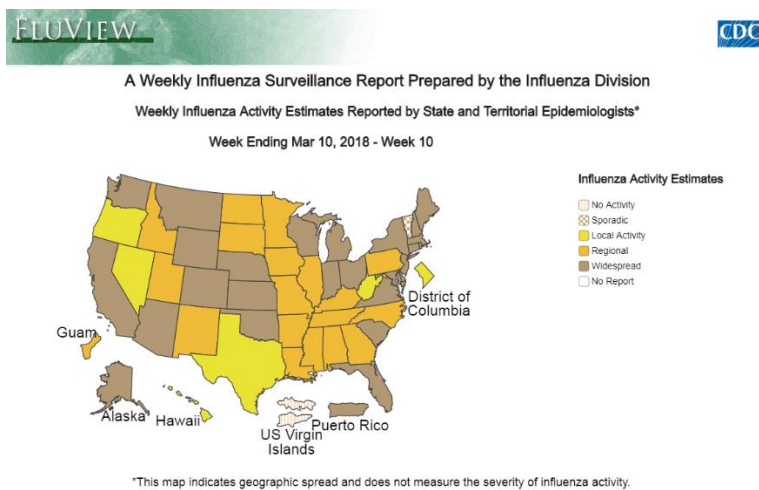 FLUVIEW
CDC
A Weekly Influenza Surveillance Report Prepared by the Influenza Division
Weekly Influenza Activity Estimates Reported by State and Territorial Epidemiologists*
Week Ending Mar 10, 2018 - Week 10
Influenza Activity Estimates
No Activity
Sporadic
Local Activity
Regional
Widespread
No Report
District of
Columbia
Guam
Alaska
Hawaii
US Virgin
Islands
Puerto Rico
*This map indicates geographic spread and does not measure the severity of influenza activity.